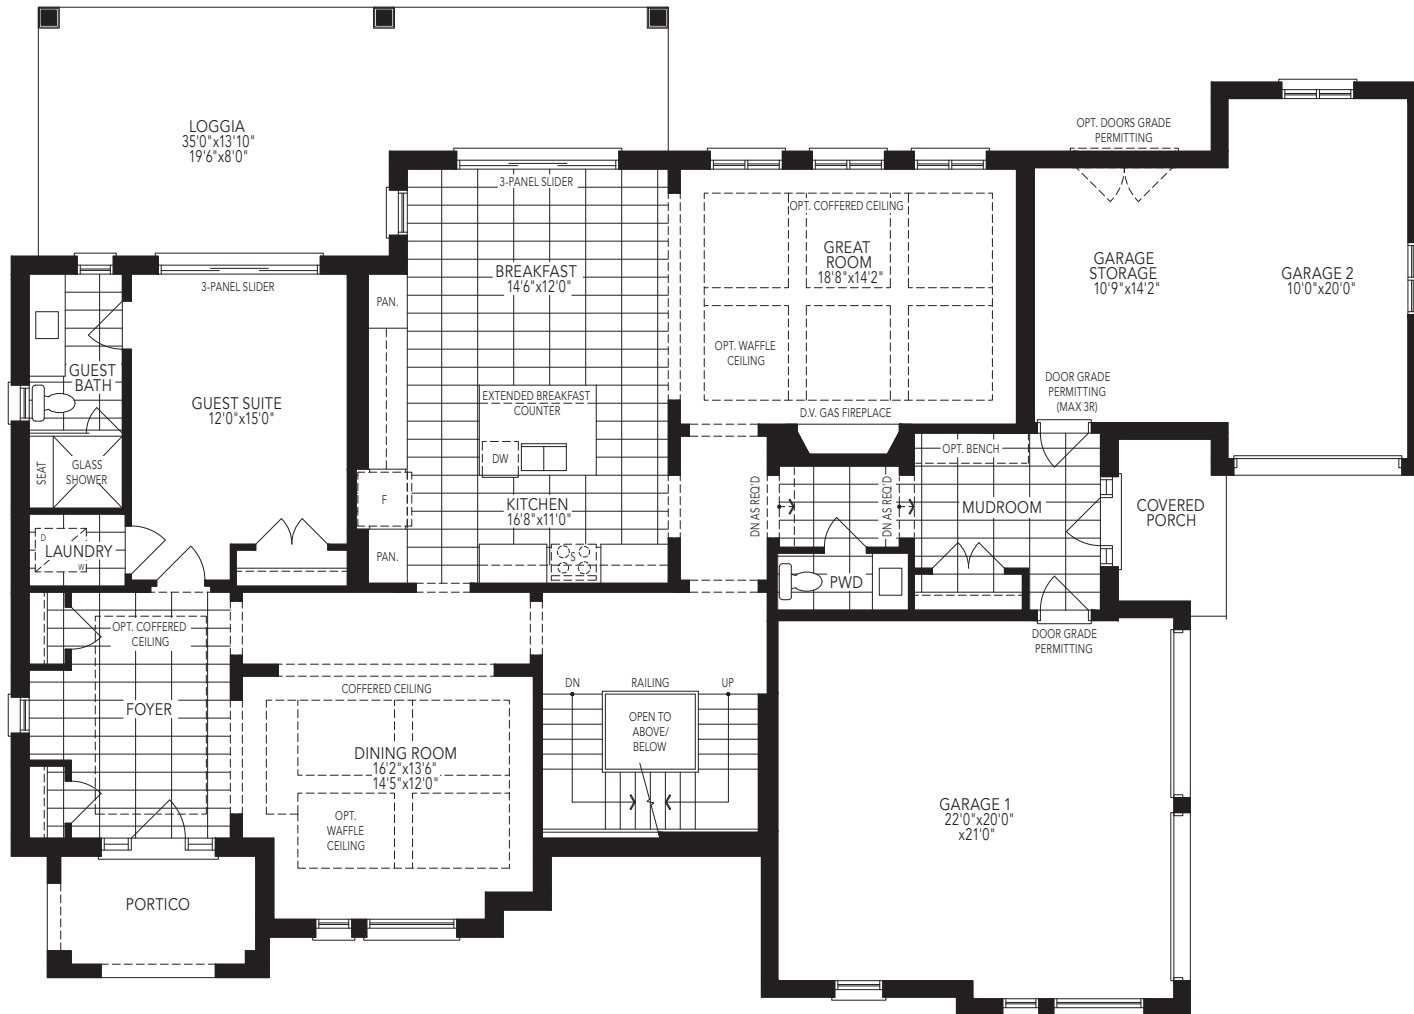 LOGGIA
35'0"x13'10"
19'6"x8'0"
OPT. DOORS GRADE
PERMITTING
3-PANEL SLIDER
OPT. COFFERED CEILING
GREAT
ROOM
18'8"x14'2"
BREAKFAST
14'6"x12'0"
GARAGE
STORAGE
10'9"x14'2"
GARAGE 2
10'0"x20'0"
3-PANEL SLIDER
PAN.
OPT. WAFFLE
CEILING
GUEST
BATH
GUEST SUITE
12'0"x15'0"
EXTENDED BREAKFAST
COUNTER
D.V. GAS FIREPLACE
DOOR GRADE
PERMITTING
(MAX 3R)
SEAT
GLASS
SHOWER
DW
OPT. BENCH
F
KITCHEN
16'8"x11'0"
DN AS REQ'D
DN AS REQ'D
MUDROOM
COVERED
PORCH
D
LAUNDRY
W
PAN.
S
PWD
OPT. COFFERED
CEILING
DOOR GRADE
PERMITTING
FOYER
COFFERED CEILING
DN
RAILING
UP
OPEN TO
ABOVE/
BELOW
DINING ROOM
16'2"x13'6"
14'5"x12'0"
OPT.
WAFFLE
CEILING
GARAGE 1
22'0"x20'0"
x21'0"
PORTICO